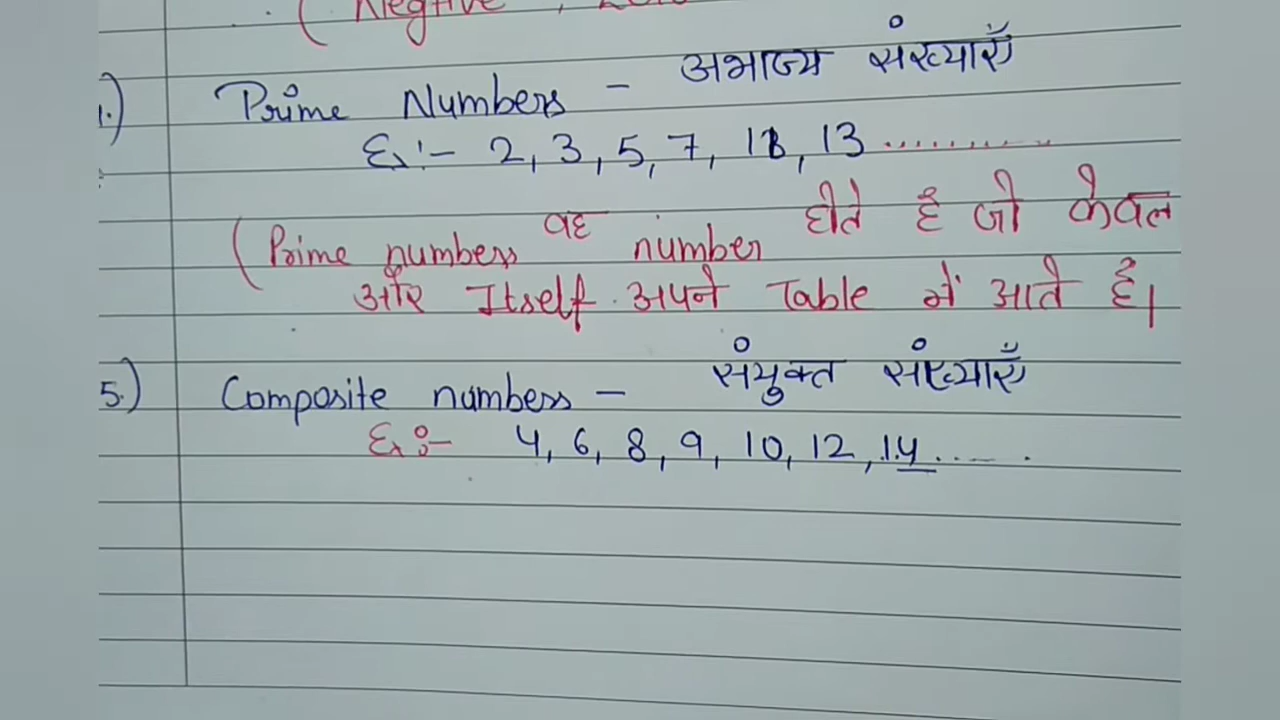 ( Negtive ,
1.) Prime Numbers - अभाज्य संख्याएँ
Ex:- 2, 3, 5, 7, 11, 13 ..........
(Prime numbers वह number होते है जो केवल
और Itself अपने Table में आते है।
5.) Composite numbers - संयुक्त संख्याएँ
Ex:- 4, 6, 8, 9, 10, 12, 14 .....